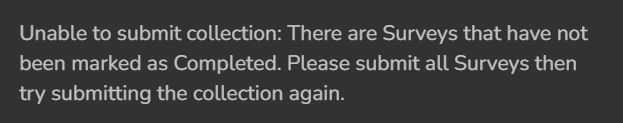 Unable to submit collection: There are Surveys that have not
been marked as Completed. Please submit all Surveys then
try submitting the collection again.